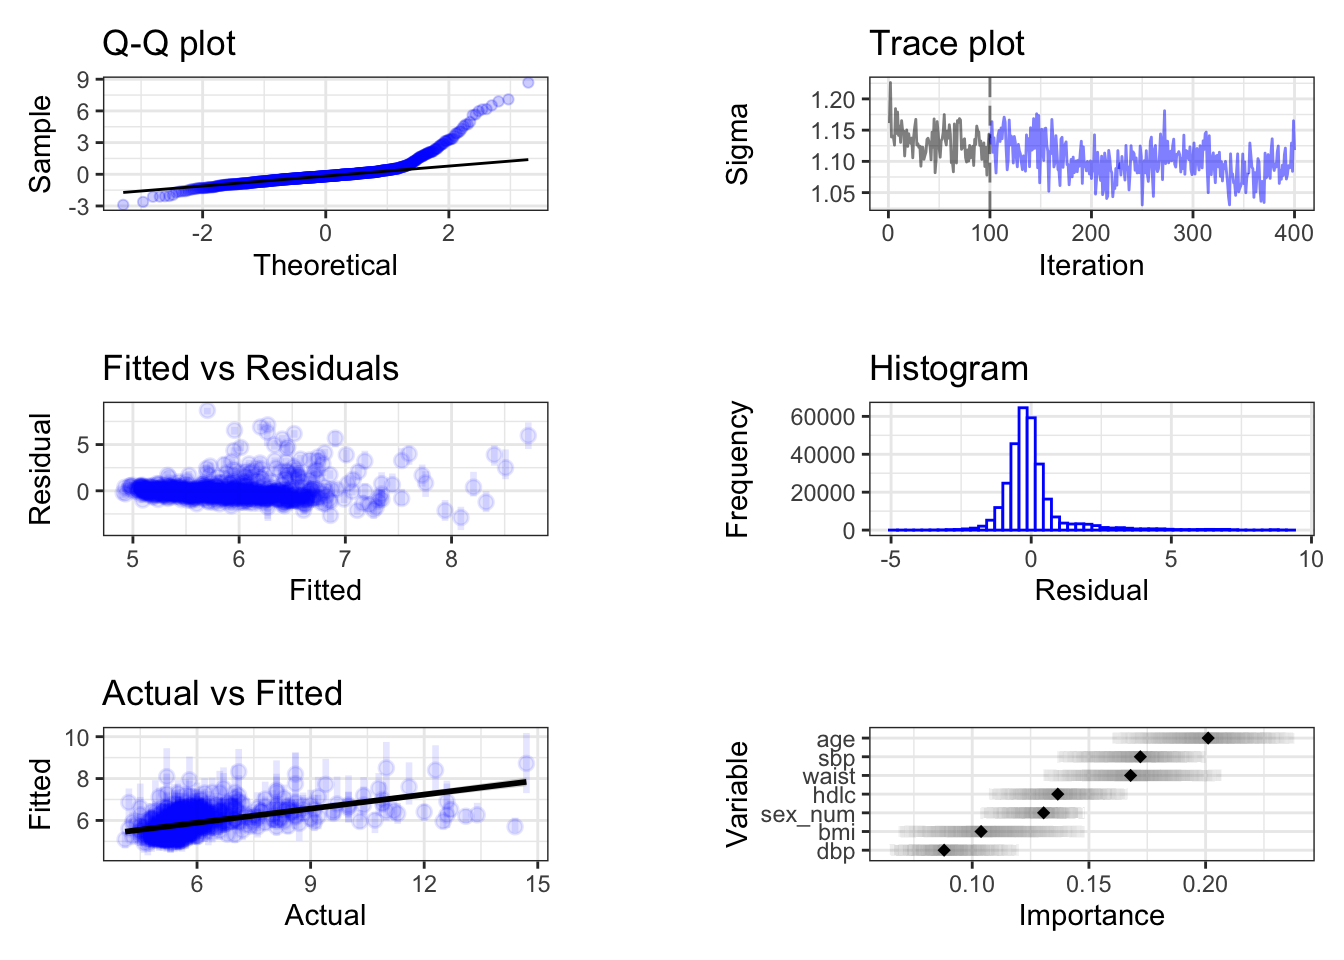 Q-Q plot
Sample
9
6
3
0
-3
-2 0 2
Theoretical
Trace plot
Sigma
1.20
1.15
1.10
1.05
0 100 200 300 400
Iteration
Fitted vs Residuals
Residual
5
0
5 6 7 8
Fitted
Histogram
Frequency
60000
40000
20000
0
-5 0 5 10
Residual
Actual vs Fitted
Fitted
10
8
6
6 9 12 15
Actual
Variable
age
sbp
waist
hdlc
sex_num
bmi
dbp
0.10 0.15 0.20
Importance